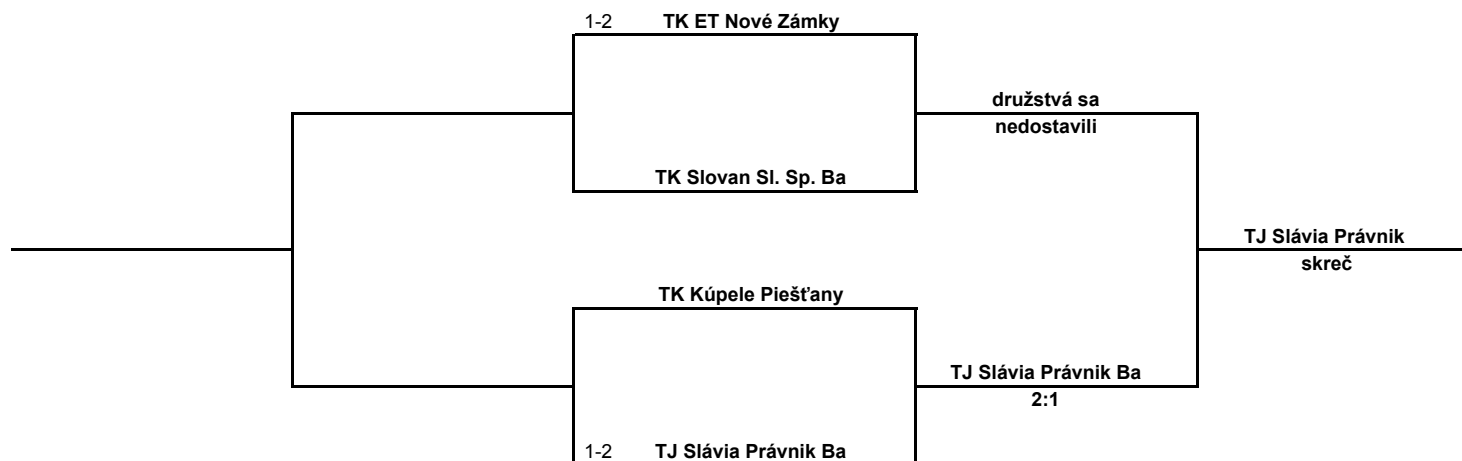 1-2 TK ET Nové Zámky
družstvá sa
nedostavili
TK Slovan Sl. Sp. Ba
TJ Slávia Právnik
skreč
TK Kúpele Piešťany
TJ Slávia Právnik Ba
2:1
1-2 TJ Slávia Právnik Ba